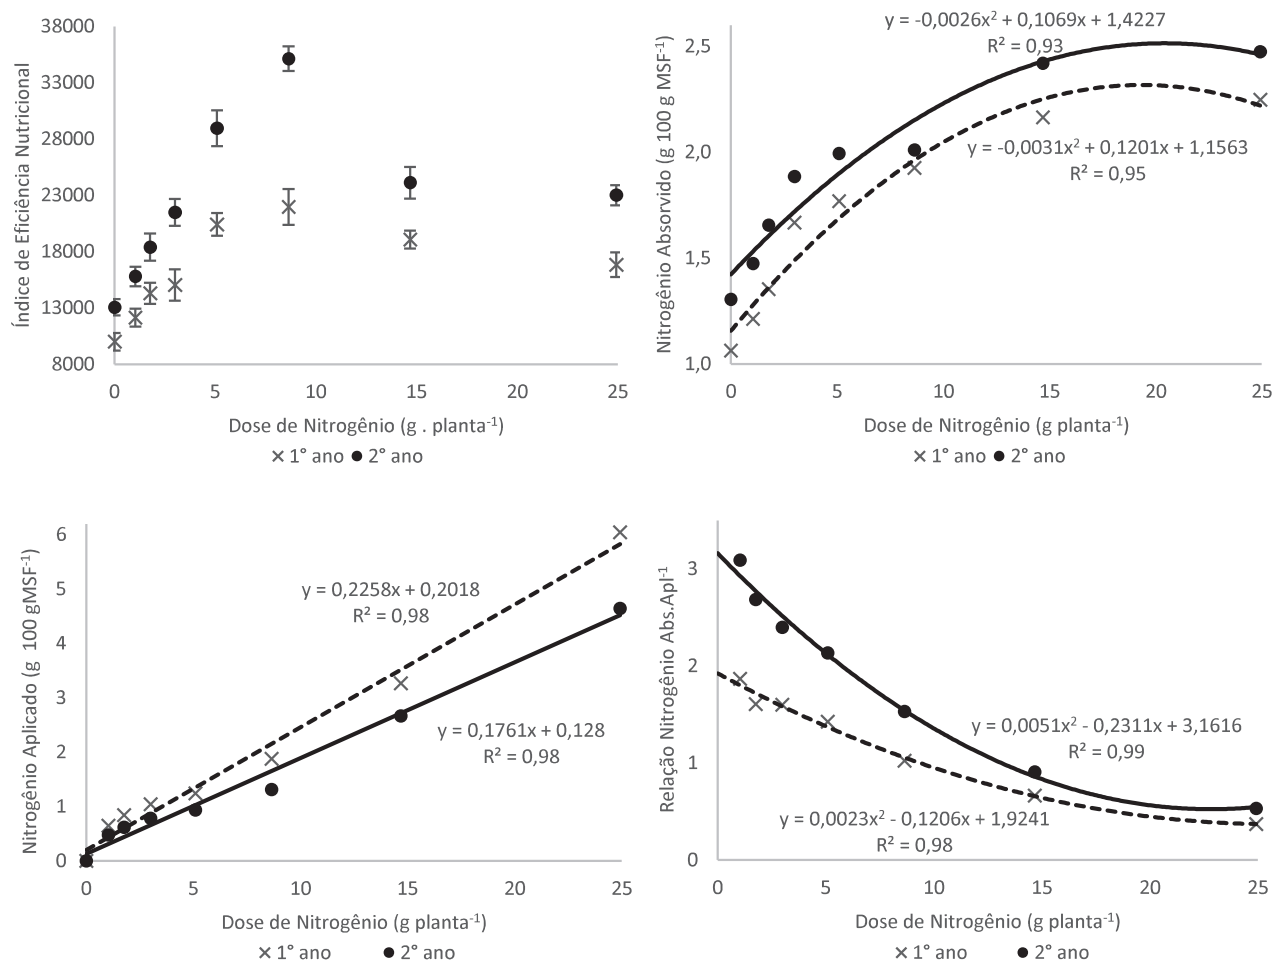 38000
33000
28000
23000
18000
13000
8000
Índice de Eficiência Nutricional
0 5 10 15 20 25
Dose de Nitrogênio (g . planta⁻¹)
1° ano 2° ano
y = -0,0026x² + 0,1069x + 1,4227
R² = 0,93
2,5
2,0
1,5
1,0
Nitrogênio Absorvido (g 100 g MSF⁻¹)
y = -0,0031x² + 0,1201x + 1,1563
R² = 0,95
0 5 10 15 20 25
Dose de Nitrogênio (g planta⁻¹)
1° ano 2° ano
6
5
4
3
2
1
0
Nitrogênio Aplicado (g 100 gMSF⁻¹)
y = 0,2258x + 0,2018
R² = 0,98
y = 0,1761x + 0,128
R² = 0,98
0 5 10 15 20 25
Dose de Nitrogênio (g planta⁻¹)
1° ano 2° ano
3
2
1
0
Relação Nitrogênio Abs.Apl⁻¹
y = 0,0051x² - 0,2311x + 3,1616
R² = 0,99
y = 0,0023x² - 0,1206x + 1,9241
R² = 0,98
0 5 10 15 20 25
Dose de Nitrogênio (g planta⁻¹)
1° ano 2° ano